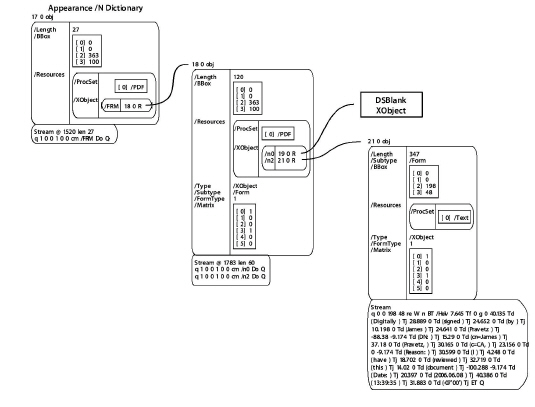 Appearance /N Dictionary
17 0 obj
/Length 27
/BBox
[ 0] 0
[ 1] 0
[ 2] 363
[ 3] 100
/Resources
/ProcSet [ 0] /PDF
/XObject /FRM 18 0 R
Stream @ 1520 len 27
q 1 0 0 1 0 0 cm /FRM Do Q
18 0 obj
/Length 120
/BBox
[ 0] 0
[ 1] 0
[ 2] 363
[ 3] 100
/Resources
/ProcSet [ 0] /PDF
/XObject /n0 19 0 R
/n2 21 0 R
/Type /XObject
/Subtype /Form
/FormType 1
/Matrix
[ 0] 1
[ 1] 0
[ 2] 0
[ 3] 1
[ 4] 0
[ 5] 0
Stream @ 1783 len 60
q 1 0 0 1 0 0 cm /n0 Do Q
q 1 0 0 1 0 0 cm /n2 Do Q
DSBlank
XObject
21 0 obj
/Length 347
/Subtype /Form
/BBox
[ 0] 0
[ 1] 0
[ 2] 198
[ 3] 48
/Resources
/ProcSet [ 0] /Text
/Type /XObject
/FormType 1
/Matrix
[ 0] 1
[ 1] 0
[ 2] 0
[ 3] 1
[ 4] 0
[ 5] 0
Stream
q 0 0 198 48 re W n BT /Helv 7.645 Tf 0 g 0 40.135 Td
(Digitally ) Tj 28.889 0 Td (signed ) Tj 24.652 0 Td (by ) Tj
10.198 0 Td (James ) Tj 24.641 0 Td (Pravetz ) Tj
-88.38 -9.174 Td (DN: ) Tj 15.29 0 Td (cn=James ) Tj
37.18 0 Td (Pravetz, ) Tj 30.165 0 Td (c=CA, ) Tj 23.156 0 Td
0 -9.174 Td (Reason: ) Tj 30.599 0 Td (I ) Tj 4.248 0 Td
(have ) Tj 18.702 0 Td (reviewed ) Tj 32.719 0 Td
(this ) Tj 14.02 0 Td (document ) Tj -100.288 -9.174 Td
(Date: ) Tj 20.397 0 Td (2006.06.08 ) Tj 40.386 0 Td
(13:39:35 ) Tj 31.883 0 Td (-07'00') Tj ET Q